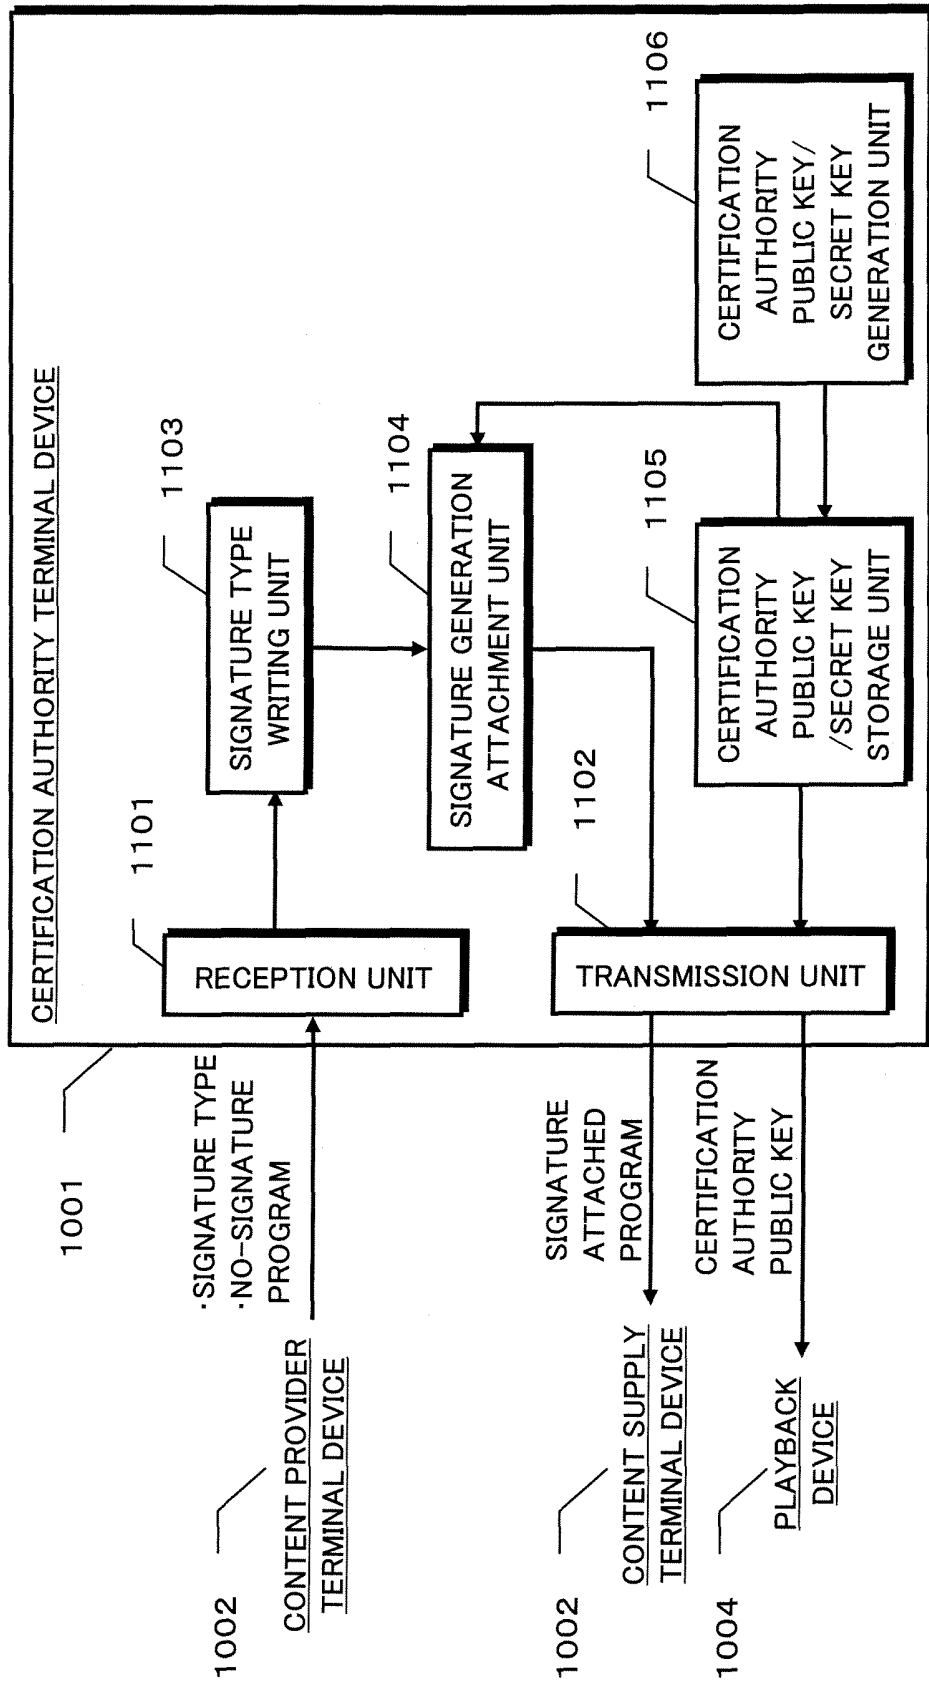 CERTIFICATION AUTHORITY TERMINAL DEVICE
1001
1002
CONTENT PROVIDER
TERMINAL DEVICE
·SIGNATURE TYPE
·NO-SIGNATURE
PROGRAM
1101
RECEPTION UNIT
1103
SIGNATURE TYPE
WRITING UNIT
1104
SIGNATURE GENERATION
ATTACHMENT UNIT
1002
CONTENT SUPPLY
TERMINAL DEVICE
SIGNATURE
ATTACHED
PROGRAM
1102
TRANSMISSION UNIT
1004
PLAYBACK
DEVICE
CERTIFICATION
AUTHORITY
PUBLIC KEY
1105
CERTIFICATION
AUTHORITY
PUBLIC KEY
/SECRET KEY
STORAGE UNIT
1106
CERTIFICATION
AUTHORITY
PUBLIC KEY/
SECRET KEY
GENERATION UNIT